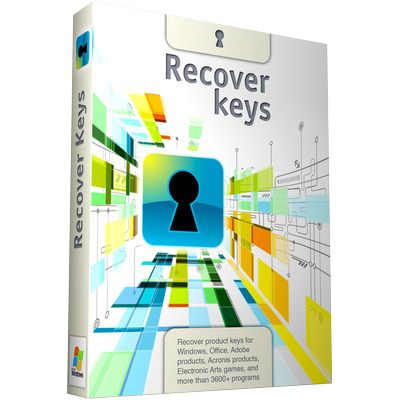 Recover
keys
Recover Keys
Recover product keys for
Windows, Office, Adobe
products, Acronis products,
Electronic Arts games, and
more than 3600+ programs